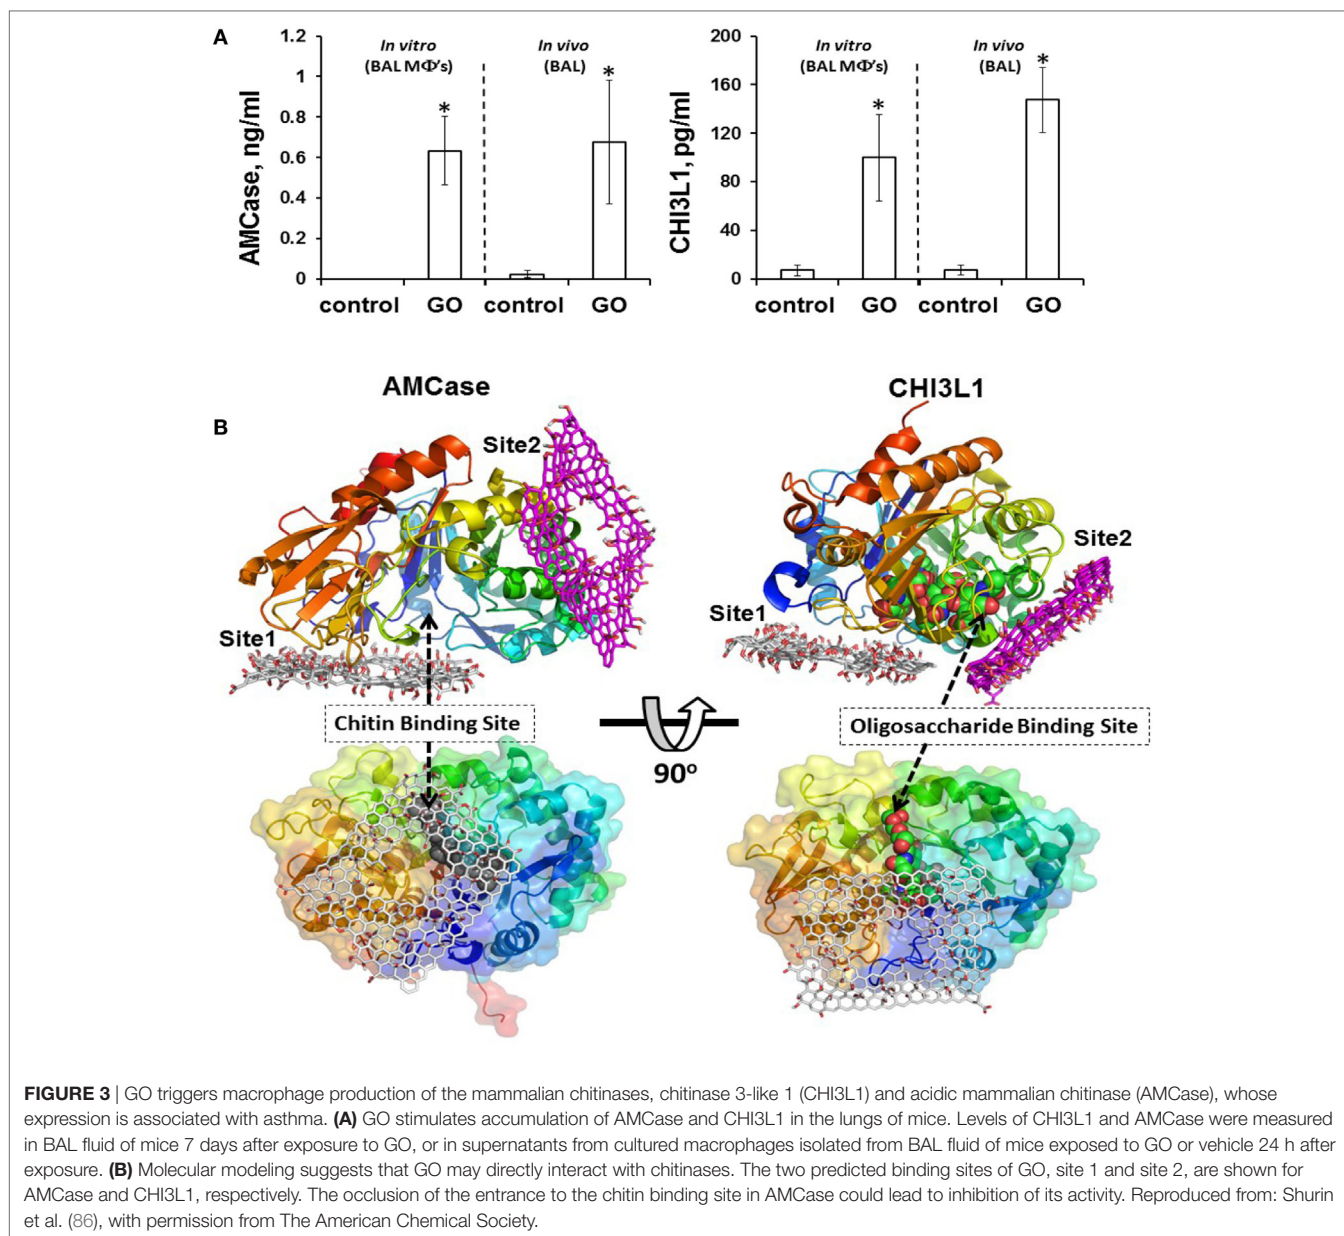 A
AMCase, ng/ml
1.2
1
0.8
0.6
0.4
0.2
0
In vitro
(BAL MΦ's)
In vivo
(BAL)
*
*
control
GO
control
GO
CHI3L1, pg/ml
200
160
120
80
40
0
In vitro
(BAL MΦ's)
In vivo
(BAL)
*
*
control
GO
control
GO
B
AMCase
CHI3L1
Site2
Site1
Site2
Site1
Chitin Binding Site
Oligosaccharide Binding Site
90°
FIGURE 3 | GO triggers macrophage production of the mammalian chitinases, chitinase 3-like 1 (CHI3L1) and acidic mammalian chitinase (AMCase), whose
expression is associated with asthma. (A) GO stimulates accumulation of AMCase and CHI3L1 in the lungs of mice. Levels of CHI3L1 and AMCase were measured
in BAL fluid of mice 7 days after exposure to GO, or in supernatants from cultured macrophages isolated from BAL fluid of mice exposed to GO or vehicle 24 h after
exposure. (B) Molecular modeling suggests that GO may directly interact with chitinases. The two predicted binding sites of GO, site 1 and site 2, are shown for
AMCase and CHI3L1, respectively. The occlusion of the entrance to the chitin binding site in AMCase could lead to inhibition of its activity. Reproduced from: Shurin
et al. (86), with permission from The American Chemical Society.